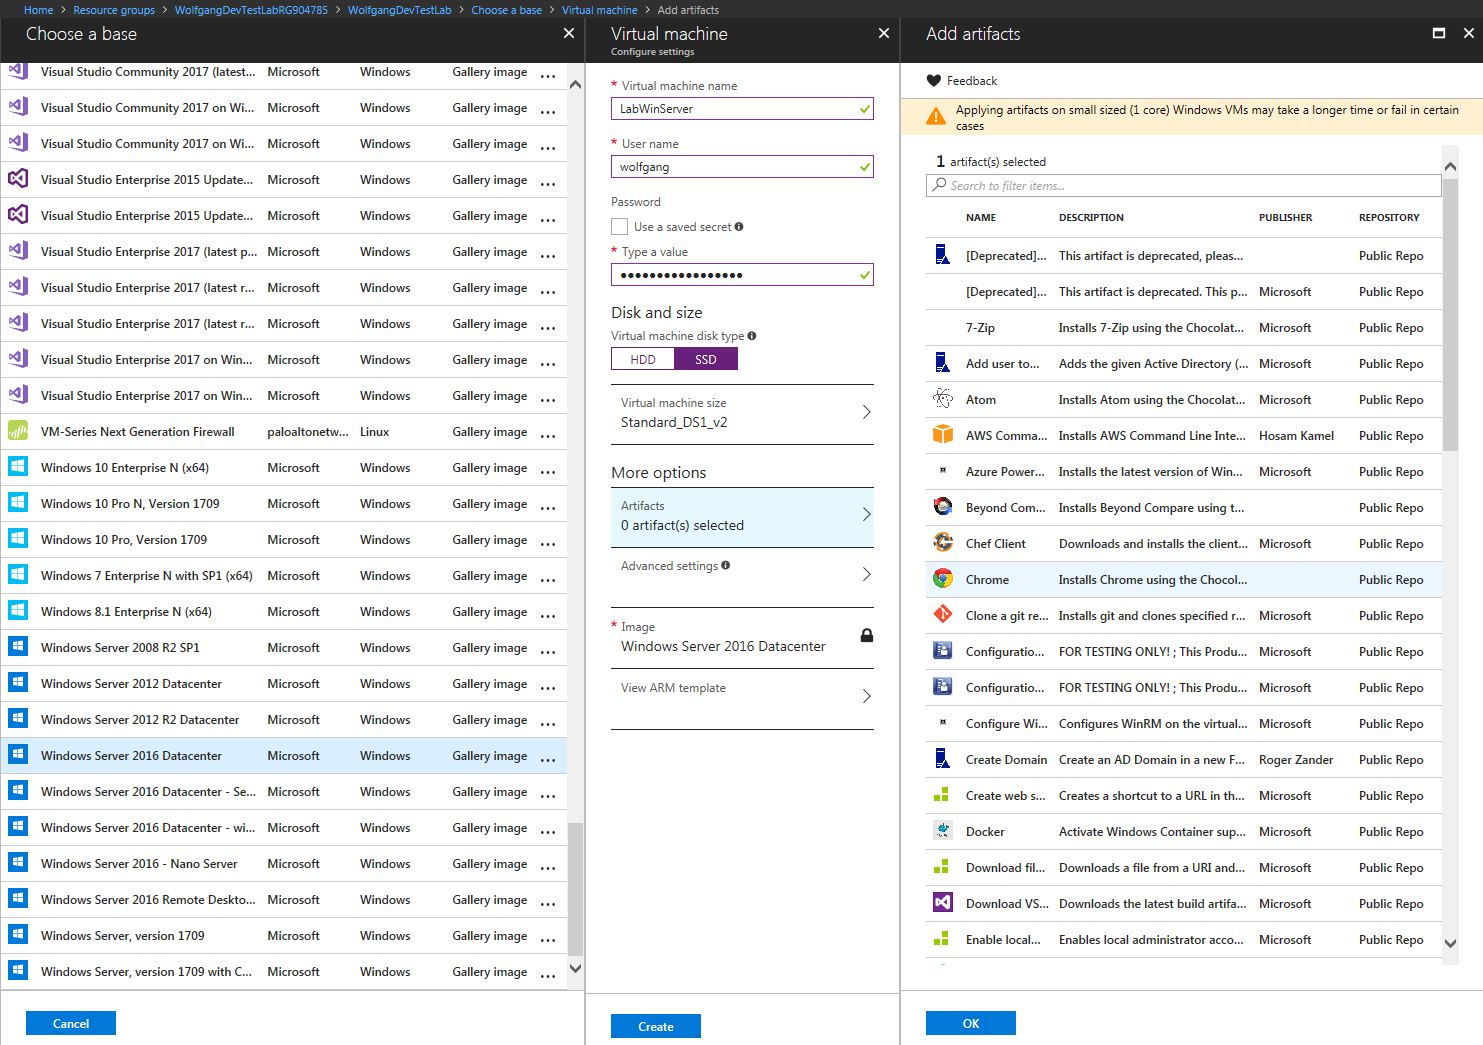 Home > Resource groups > WolfgangDevTestLabRG904785 > WolfgangDevTestLab > Choose a base > Virtual machine > Add artifacts
Choose a base
Visual Studio Community 2017 (latest... Microsoft Windows Gallery image ...
Visual Studio Community 2017 on Wi... Microsoft Windows Gallery image ...
Visual Studio Community 2017 on Wi... Microsoft Windows Gallery image ...
Visual Studio Enterprise 2015 Update... Microsoft Windows Gallery image ...
Visual Studio Enterprise 2015 Update... Microsoft Windows Gallery image ...
Visual Studio Enterprise 2017 (latest p... Microsoft Windows Gallery image ...
Visual Studio Enterprise 2017 (latest r... Microsoft Windows Gallery image ...
Visual Studio Enterprise 2017 (latest r... Microsoft Windows Gallery image ...
Visual Studio Enterprise 2017 on Win... Microsoft Windows Gallery image ...
Visual Studio Enterprise 2017 on Win... Microsoft Windows Gallery image ...
VM-Series Next Generation Firewall paloaltonetw... Linux Gallery image ...
Windows 10 Enterprise N (x64) Microsoft Windows Gallery image ...
Windows 10 Pro N, Version 1709 Microsoft Windows Gallery image ...
Windows 10 Pro, Version 1709 Microsoft Windows Gallery image ...
Windows 7 Enterprise N with SP1 (x64) Microsoft Windows Gallery image ...
Windows 8.1 Enterprise N (x64) Microsoft Windows Gallery image ...
Windows Server 2008 R2 SP1 Microsoft Windows Gallery image ...
Windows Server 2012 Datacenter Microsoft Windows Gallery image ...
Windows Server 2012 R2 Datacenter Microsoft Windows Gallery image ...
Windows Server 2016 Datacenter Microsoft Windows Gallery image ...
Windows Server 2016 Datacenter - Se... Microsoft Windows Gallery image ...
Windows Server 2016 Datacenter - wi... Microsoft Windows Gallery image ...
Windows Server 2016 - Nano Server Microsoft Windows Gallery image ...
Windows Server 2016 Remote Deskto... Microsoft Windows Gallery image ...
Windows Server, version 1709 Microsoft Windows Gallery image ...
Windows Server, version 1709 with C... Microsoft Windows Gallery image ...
Cancel
Virtual machine
Configure settings
* Virtual machine name
LabWinServer
* User name
wolfgang
Password
Use a saved secret
* Type a value
•••••••••••••••••
Disk and size
Virtual machine disk type
HDD SSD
Virtual machine size
Standard_DS1_v2
More options
Artifacts
0 artifact(s) selected
Advanced settings
* Image
Windows Server 2016 Datacenter
View ARM template
Create
Add artifacts
Feedback
Applying artifacts on small sized (1 core) Windows VMs may take a longer time or fail in certain
cases
1 artifact(s) selected
Search to filter items...
NAME DESCRIPTION PUBLISHER REPOSITORY
[Deprecated]... This artifact is deprecated, pleas... Public Repo
[Deprecated]... This artifact is deprecated. This p... Microsoft Public Repo
7-Zip Installs 7-Zip using the Chocolat... Microsoft Public Repo
Add user to... Adds the given Active Directory (... Microsoft Public Repo
Atom Installs Atom using the Chocolat... Microsoft Public Repo
AWS Comma... Installs AWS Command Line Inte... Hosam Kamel Public Repo
Azure Power... Installs the latest version of Win... Microsoft Public Repo
Beyond Com... Installs Beyond Compare using t... Public Repo
Chef Client Downloads and installs the client... Microsoft Public Repo
Chrome Installs Chrome using the Chocol... Public Repo
Clone a git re... Installs git and clones specified r... Microsoft Public Repo
Configuratio... FOR TESTING ONLY! ; This Produ... Microsoft Public Repo
Configuratio... FOR TESTING ONLY! ; This Produ... Microsoft Public Repo
Configure Wi... Configures WinRM on the virtual... Microsoft Public Repo
Create Domain Create an AD Domain in a new F... Roger Zander Public Repo
Create web s... Creates a shortcut to a URL in th... Microsoft Public Repo
Docker Activate Windows Container sup... Microsoft Public Repo
Download fil... Downloads a file from a URI and... Microsoft Public Repo
Download VS... Downloads the latest build artifa... Microsoft Public Repo
Enable local... Enables local administrator acco... Microsoft Public Repo
OK